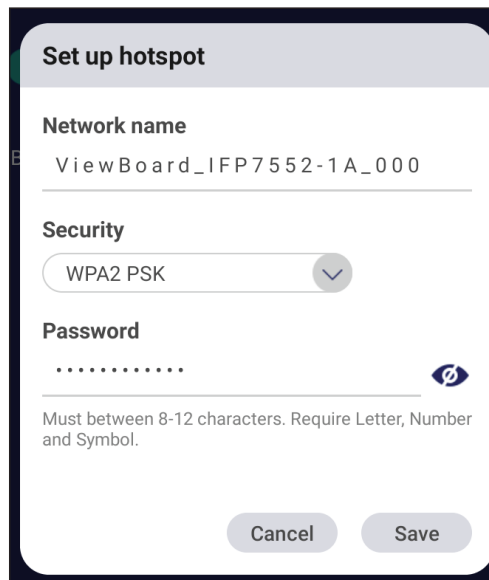 Set up hotspot
Network name
ViewBoard_IFP7552-1A_000
Security
WPA2 PSK
Password
............
Must between 8-12 characters. Require Letter, Number
and Symbol.
Cancel Save